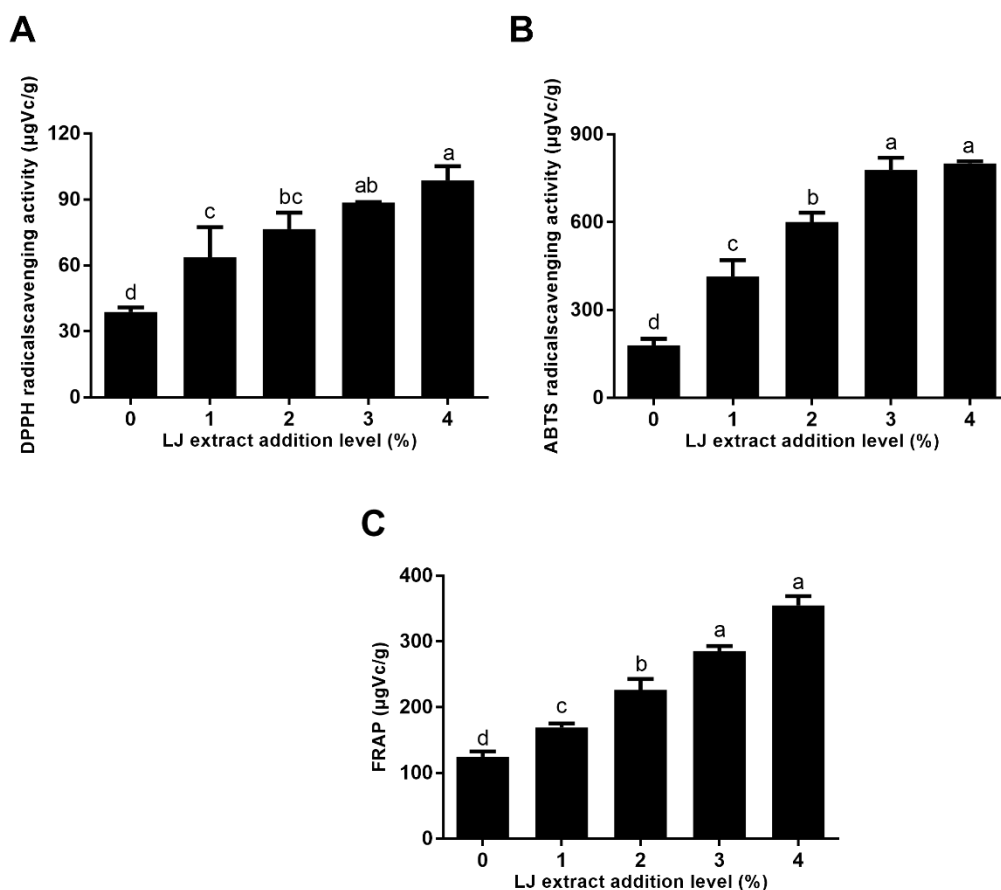 A
DPPH radicalscavenging activity (µgVc/g)
120
90
60
30
0
d
c
bc
ab
a
0 1 2 3 4
LJ extract addition level (%)
B
ABTS radicalscavenging activity (µgVc/g)
900
600
300
0
d
c
b
a
a
0 1 2 3 4
LJ extract addition level (%)
C
FRAP (µgVc/g)
400
300
200
100
0
d
c
b
a
a
0 1 2 3 4
LJ extract addition level (%)